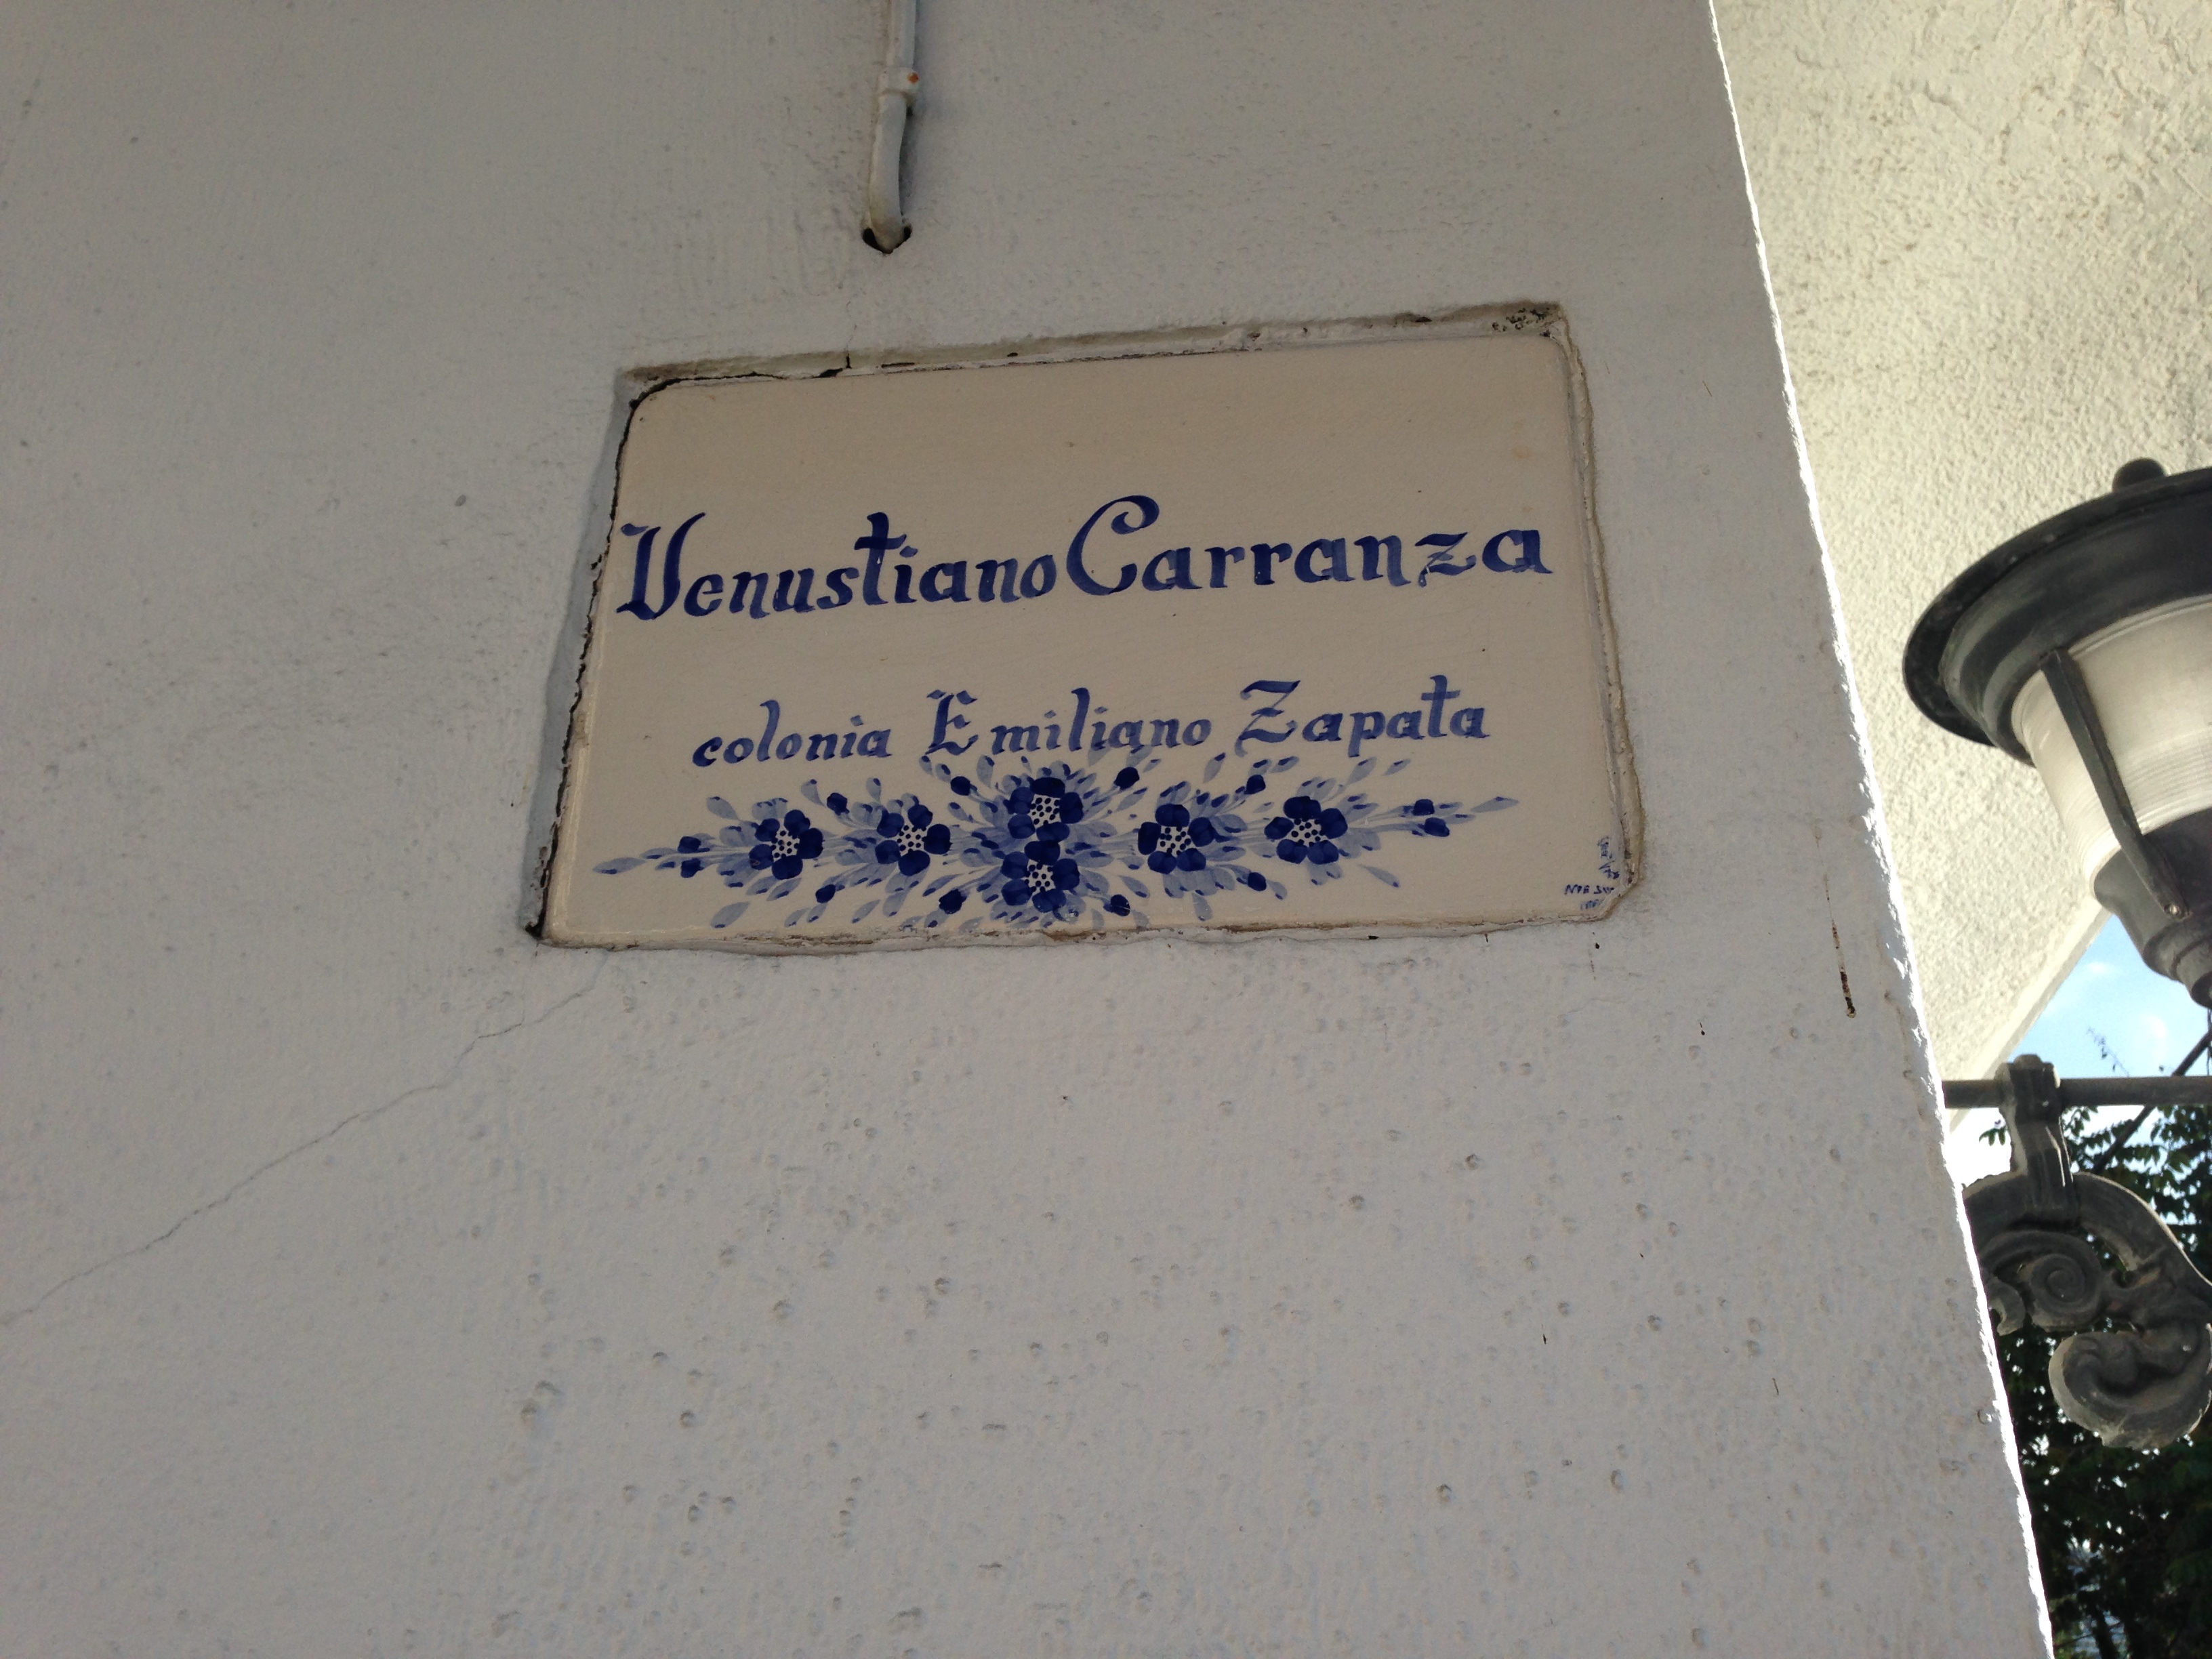 Venustiano Carranza
colonia Emiliano Zapata